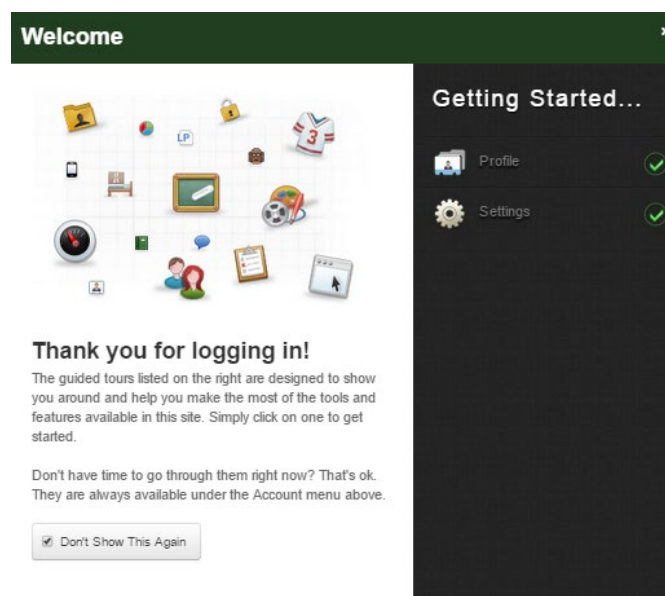 Welcome
Getting Started...
Profile
Settings
LP
3
Thank you for logging in!
The guided tours listed on the right are designed to show
you around and help you make the most of the tools and
features available in this site. Simply click on one to get
started.
Don't have time to go through them right now? That's ok.
They are always available under the Account menu above.
Don't Show This Again